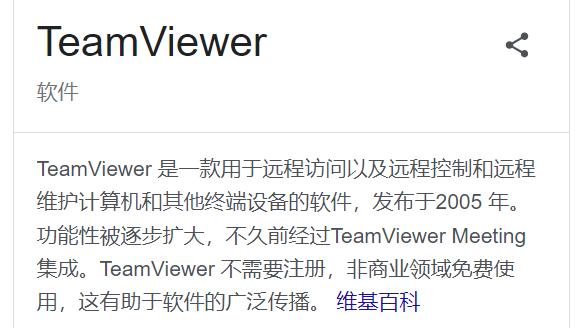 TeamViewer
软件
TeamViewer 是一款用于远程访问以及远程控制和远程
维护计算机和其他终端设备的软件，发布于2005 年。
功能性被逐步扩大，不久前经过TeamViewer Meeting
集成。TeamViewer 不需要注册，非商业领域免费使
用，这有助于软件的广泛传播。 维基百科